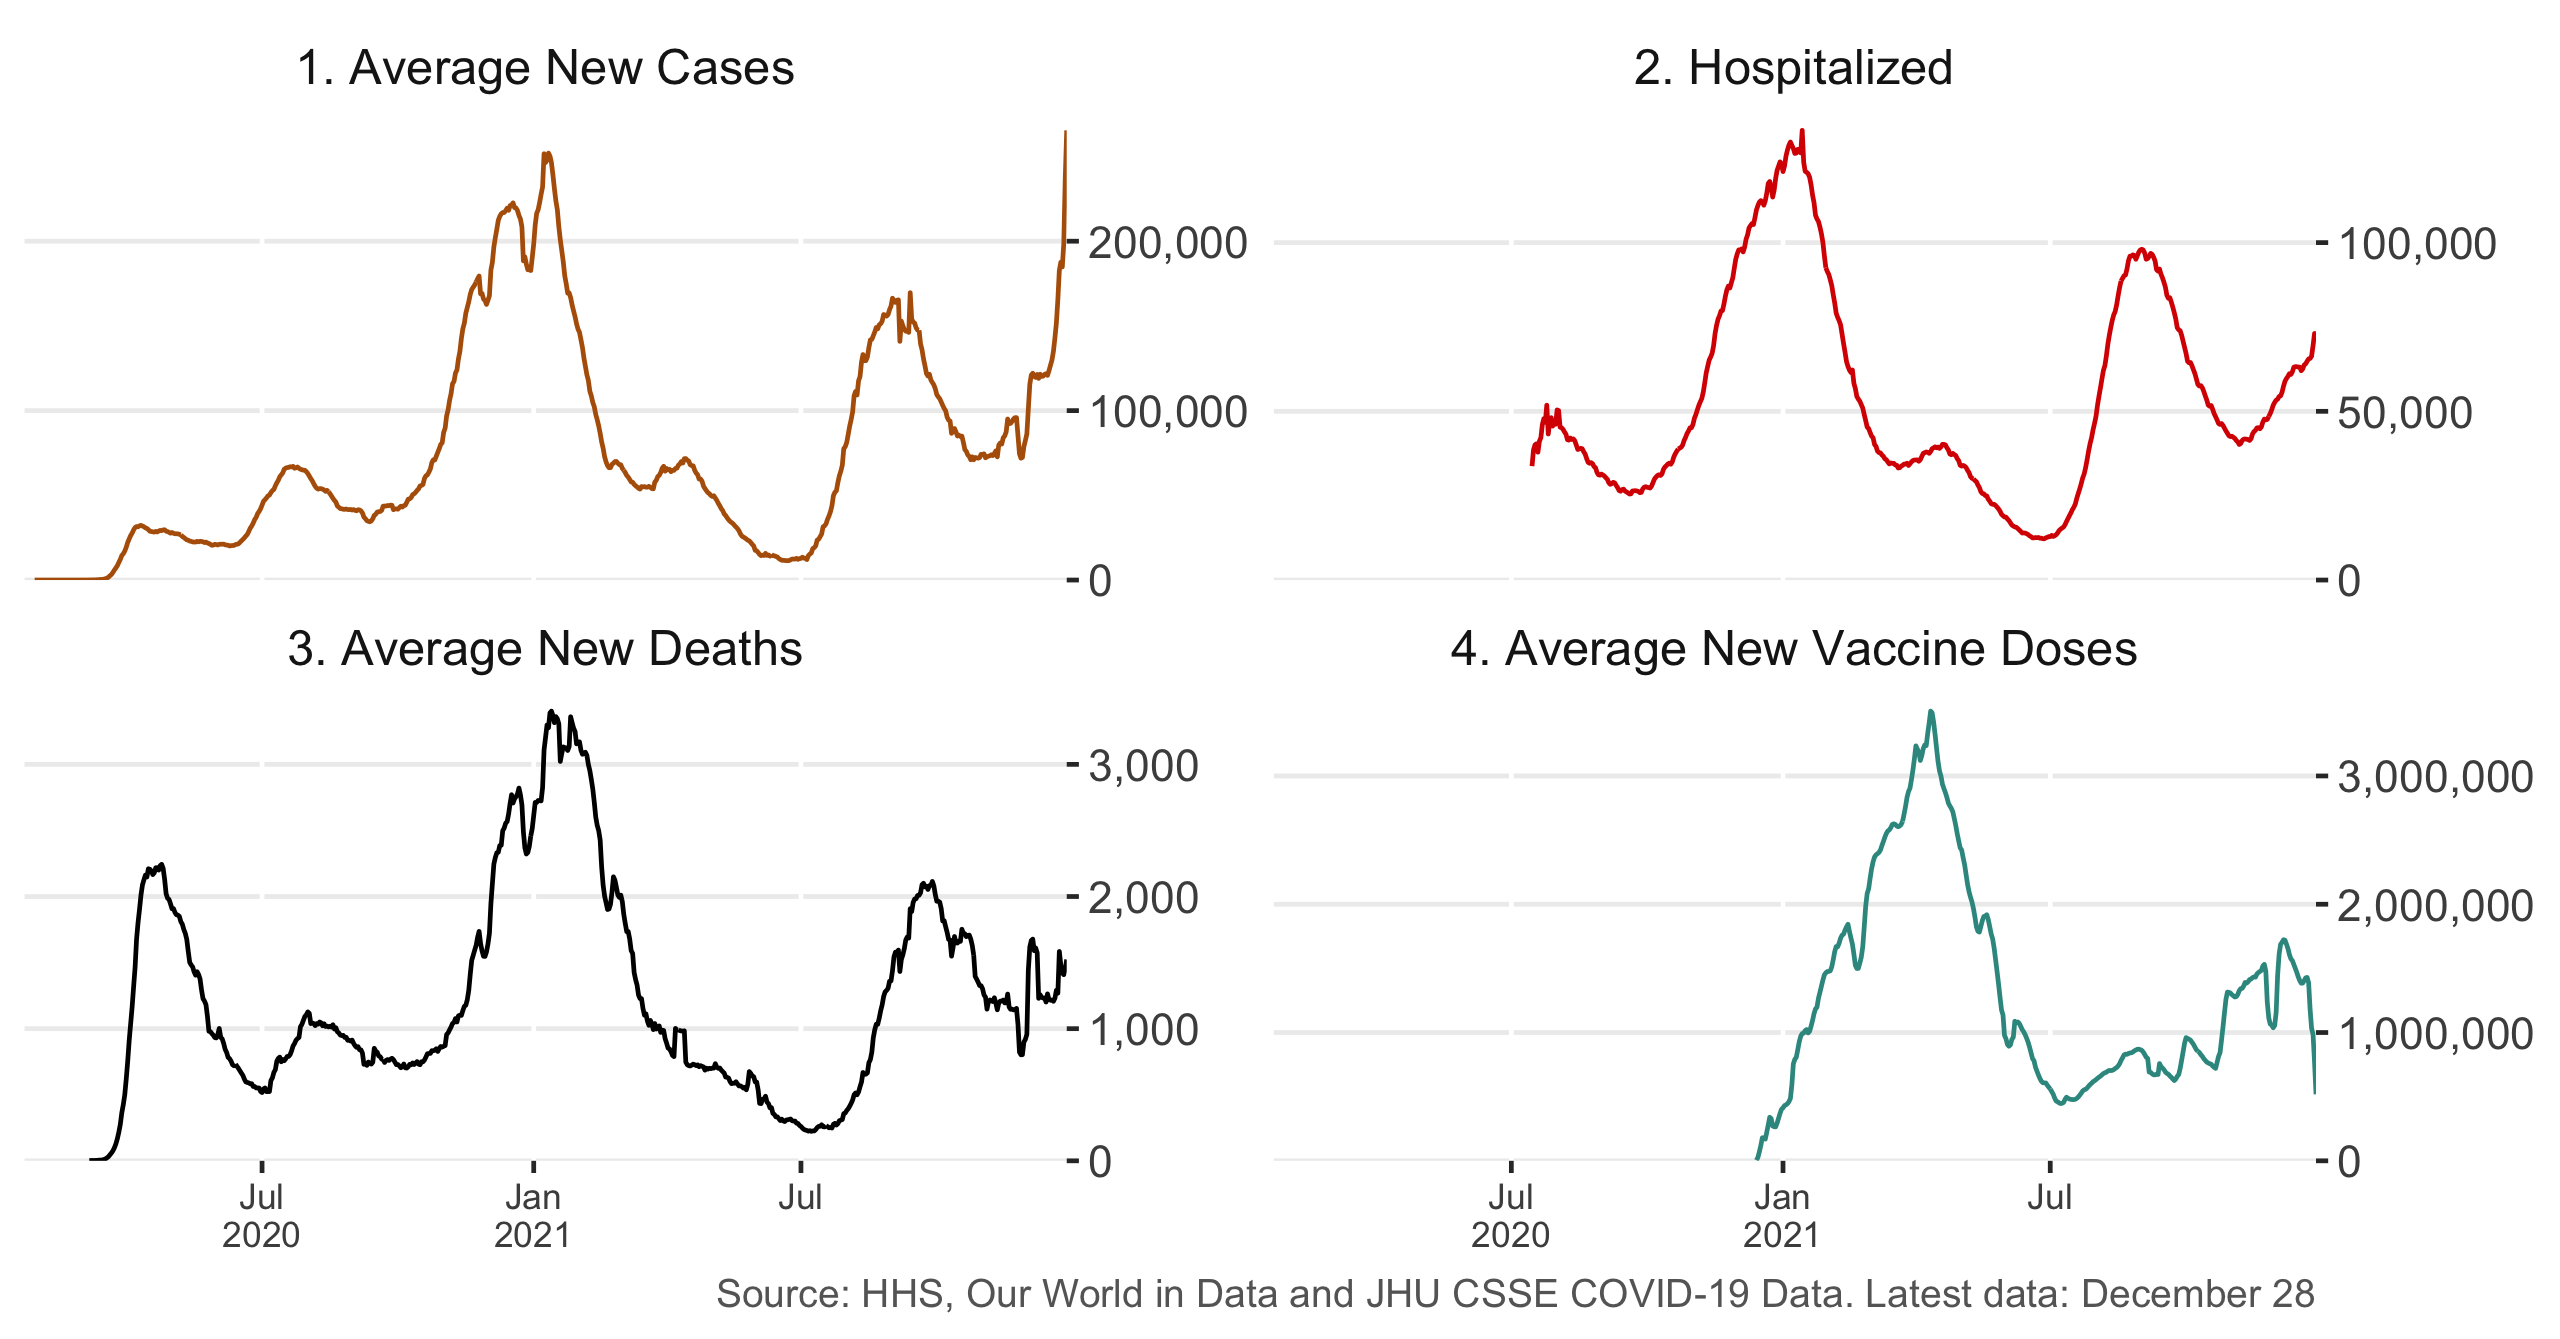 1. Average New Cases
2. Hospitalized
200,000
100,000
0
100,000
50,000
0
3. Average New Deaths
4. Average New Vaccine Doses
3,000
2,000
1,000
0
3,000,000
2,000,000
1,000,000
0
Jul
2020
Jan
2021
Jul
Jul
2020
Jan
2021
Jul
Source: HHS, Our World in Data and JHU CSSE COVID-19 Data. Latest data: December 28